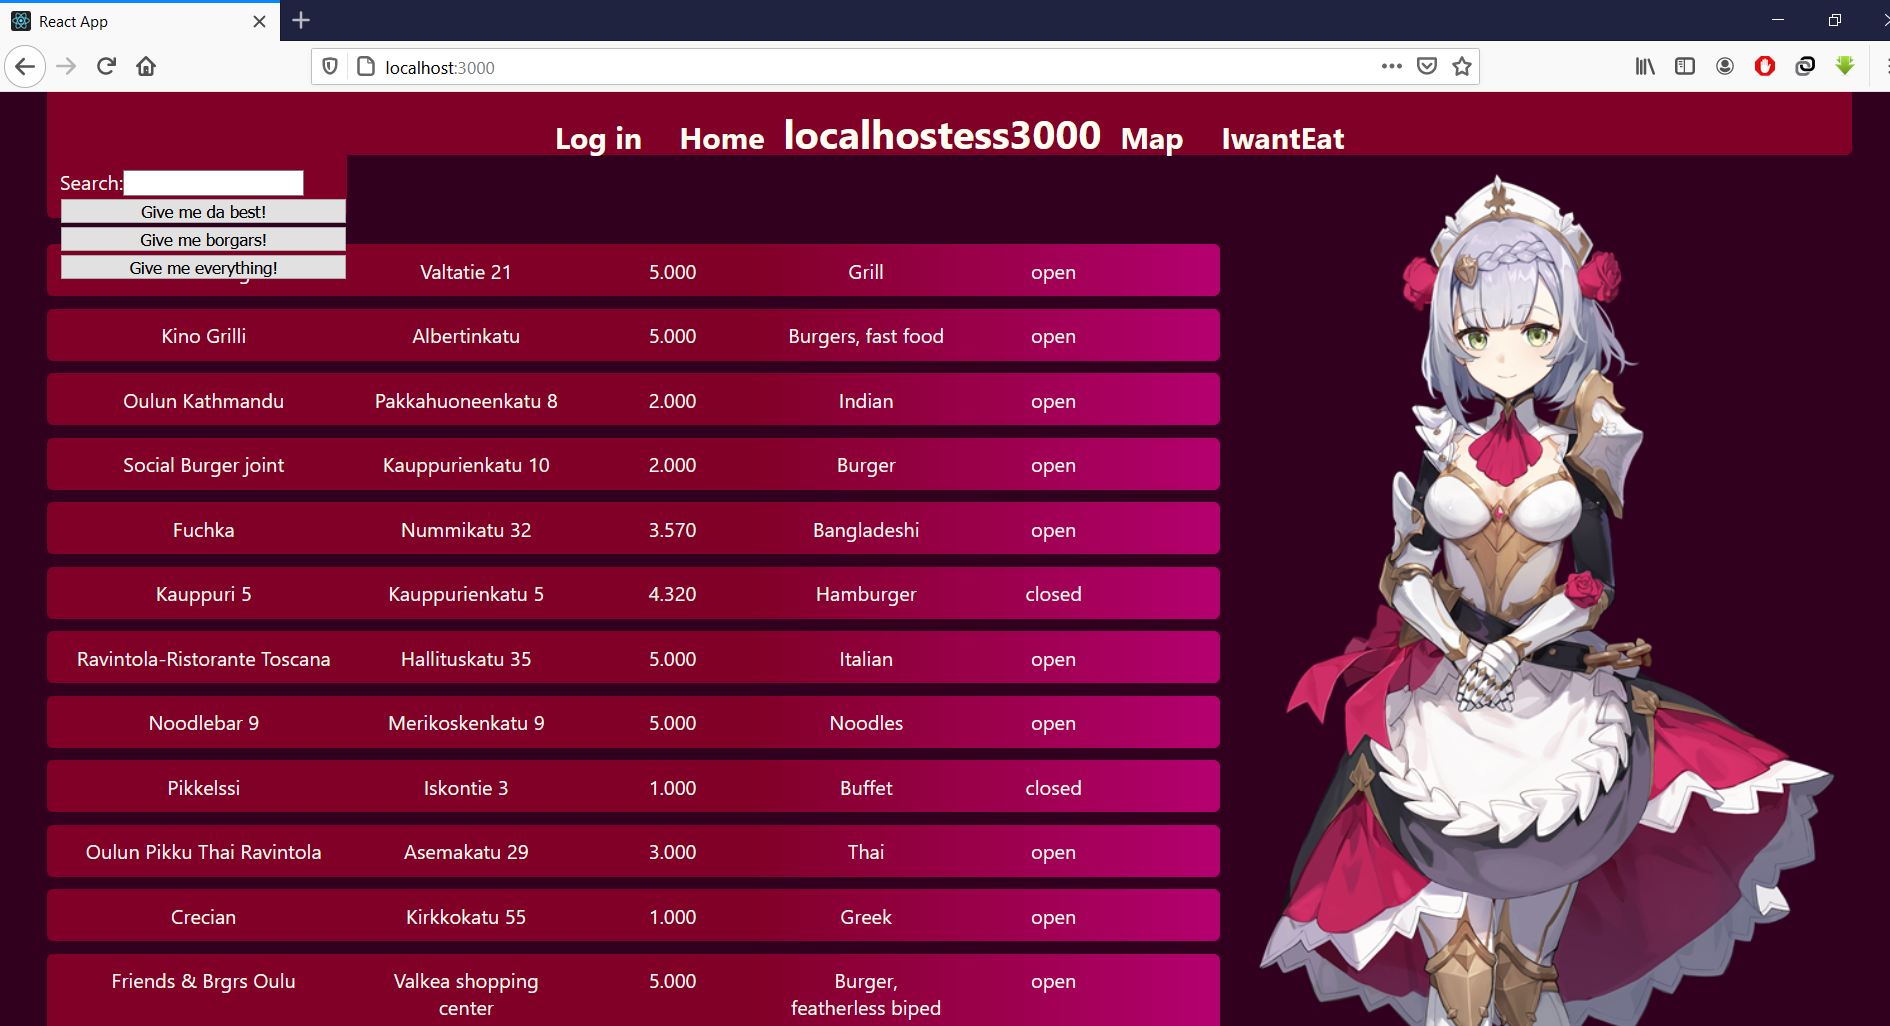 React App
localhost:3000
Log in Home localhostess3000 Map IwantEat
Search:
Give me da best!
Give me borgars!
Give me everything!
Valtatie 21 5.000 Grill open
Kino Grilli Albertinkatu 5.000 Burgers, fast food open
Oulun Kathmandu Pakkahuoneenkatu 8 2.000 Indian open
Social Burger joint Kauppurienkatu 10 2.000 Burger open
Fuchka Nummikatu 32 3.570 Bangladeshi open
Kauppuri 5 Kauppurienkatu 5 4.320 Hamburger closed
Ravintola-Ristorante Toscana Hallituskatu 35 5.000 Italian open
Noodlebar 9 Merikoskenkatu 9 5.000 Noodles open
Pikkelssi Iskontie 3 1.000 Buffet closed
Oulun Pikku Thai Ravintola Asemakatu 29 3.000 Thai open
Crecian Kirkkokatu 55 1.000 Greek open
Friends & Brgrs Oulu Valkea shopping 5.000 Burger, open
center featherless biped